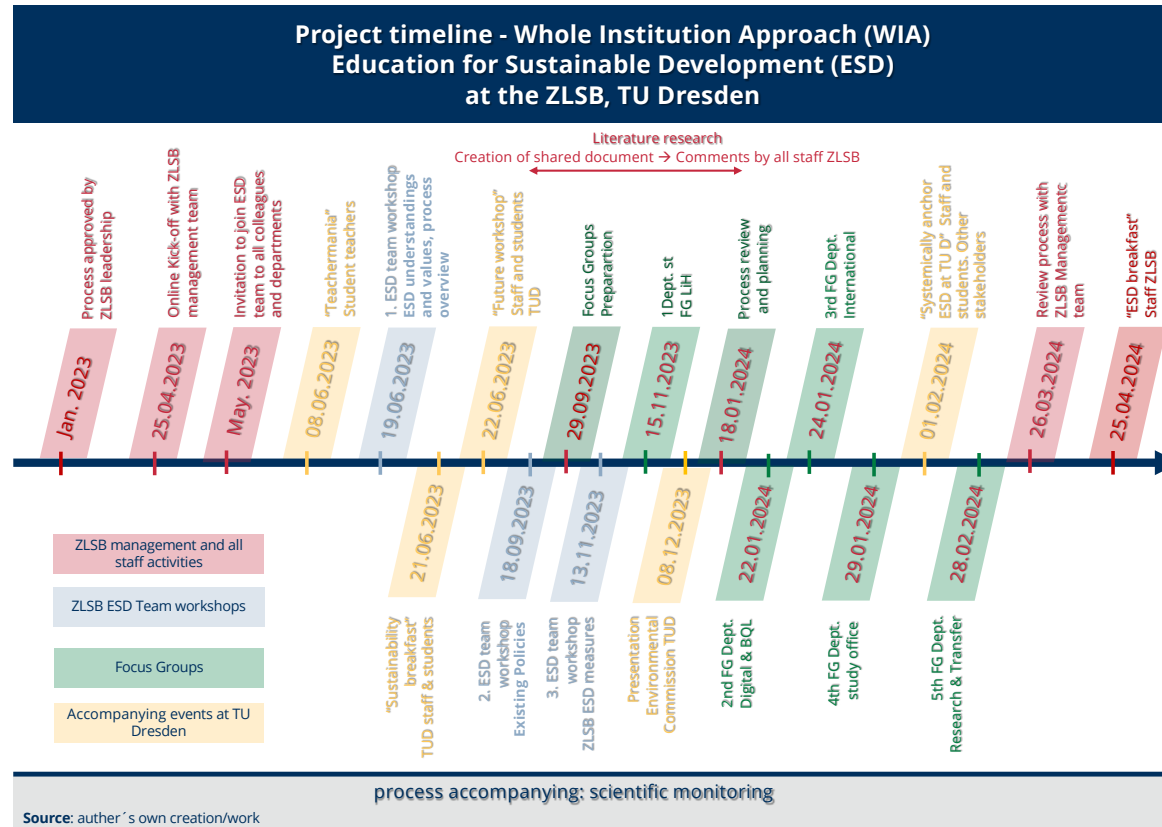 Project timeline - Whole Institution Approach (WIA)
Education for Sustainable Development (ESD)
at the ZLSB, TU Dresden
Literature research
Creation of shared document → Comments by all staff ZLSB
Process approved by
ZLSB leadership
Online Kick-off with ZLSB
management team
Invitation to join ESD
team to all colleagues
and departments
"Teachermania"
Student teachers
1. ESD team workshop
ESD understandings
and values, process
overview
"Future workshop"
Staff and students
TUD
Focus Groups
Preparartion
1Dept. st
FG LiH
Process review
and planning
3rd FG Dept.
International
"Systemically anchor
ESD at TU D" Staff and
students. Other
stakeholders
Review process with
ZLSB Managementc
team
"ESD breakfast"
Staff ZLSB
Jan. 2023
25.04.2023
May. 2023
08.06.2023
19.06.2023
22.06.2023
29.09.2023
15.11.2023
18.01.2024
24.01.2024
01.02.2024
26.03.2024
25.04.2024
21.06.2023
18.09.2023
13.11.2023
08.12.2023
22.01.2024
29.01.2024
28.02.2024
"Sustainability
breakfast"
TUD staff & students
2. ESD team
workshop
Existing Policies
3. ESD team
workshop
ZLSB ESD measures
Presentation
Environmental
Commission TUD
2nd FG Dept.
Digital & BQL
4th FG Dept.
study office
5th FG Dept.
Research & Transfer
ZLSB management and all
staff activities
ZLSB ESD Team workshops
Focus Groups
Accompanying events at TU
Dresden
process accompanying: scientific monitoring
Source: auther´s own creation/work